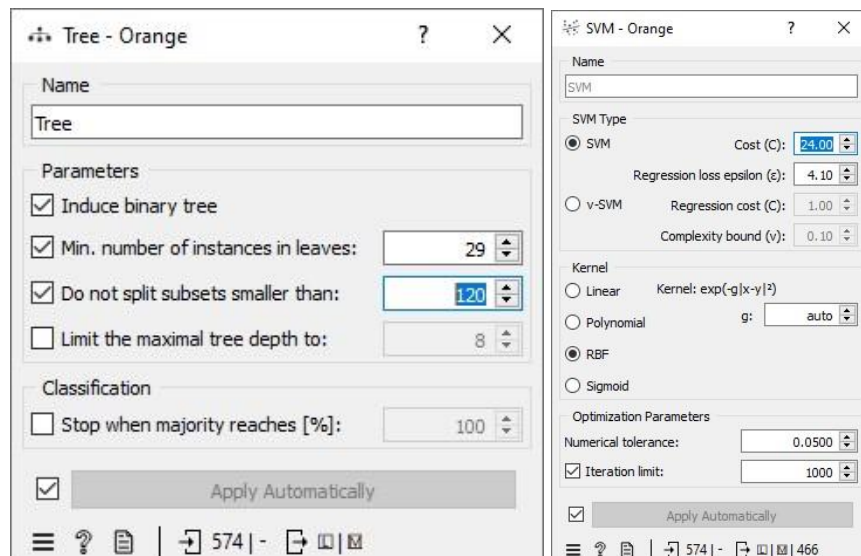 Tree - Orange ? ×
Name
Tree
Parameters
Induce binary tree
Min. number of instances in leaves: 29
Do not split subsets smaller than: 120
Limit the maximal tree depth to: 8
Classification
Stop when majority reaches [%]: 100
Apply Automatically
? 574 | - |
SVM - Orange ? ×
Name
SVM
SVM Type
SVM Cost (C): 24.00
Regression loss epsilon (ε): 4.10
ν-SVM Regression cost (C): 1.00
Complexity bound (ν): 0.10
Kernel
Linear Kernel: exp(-g|x-y|²)
Polynomial g: auto
RBF
Sigmoid
Optimization Parameters
Numerical tolerance: 0.0500
Iteration limit: 1000
Apply Automatically
? 574 | - | | 466